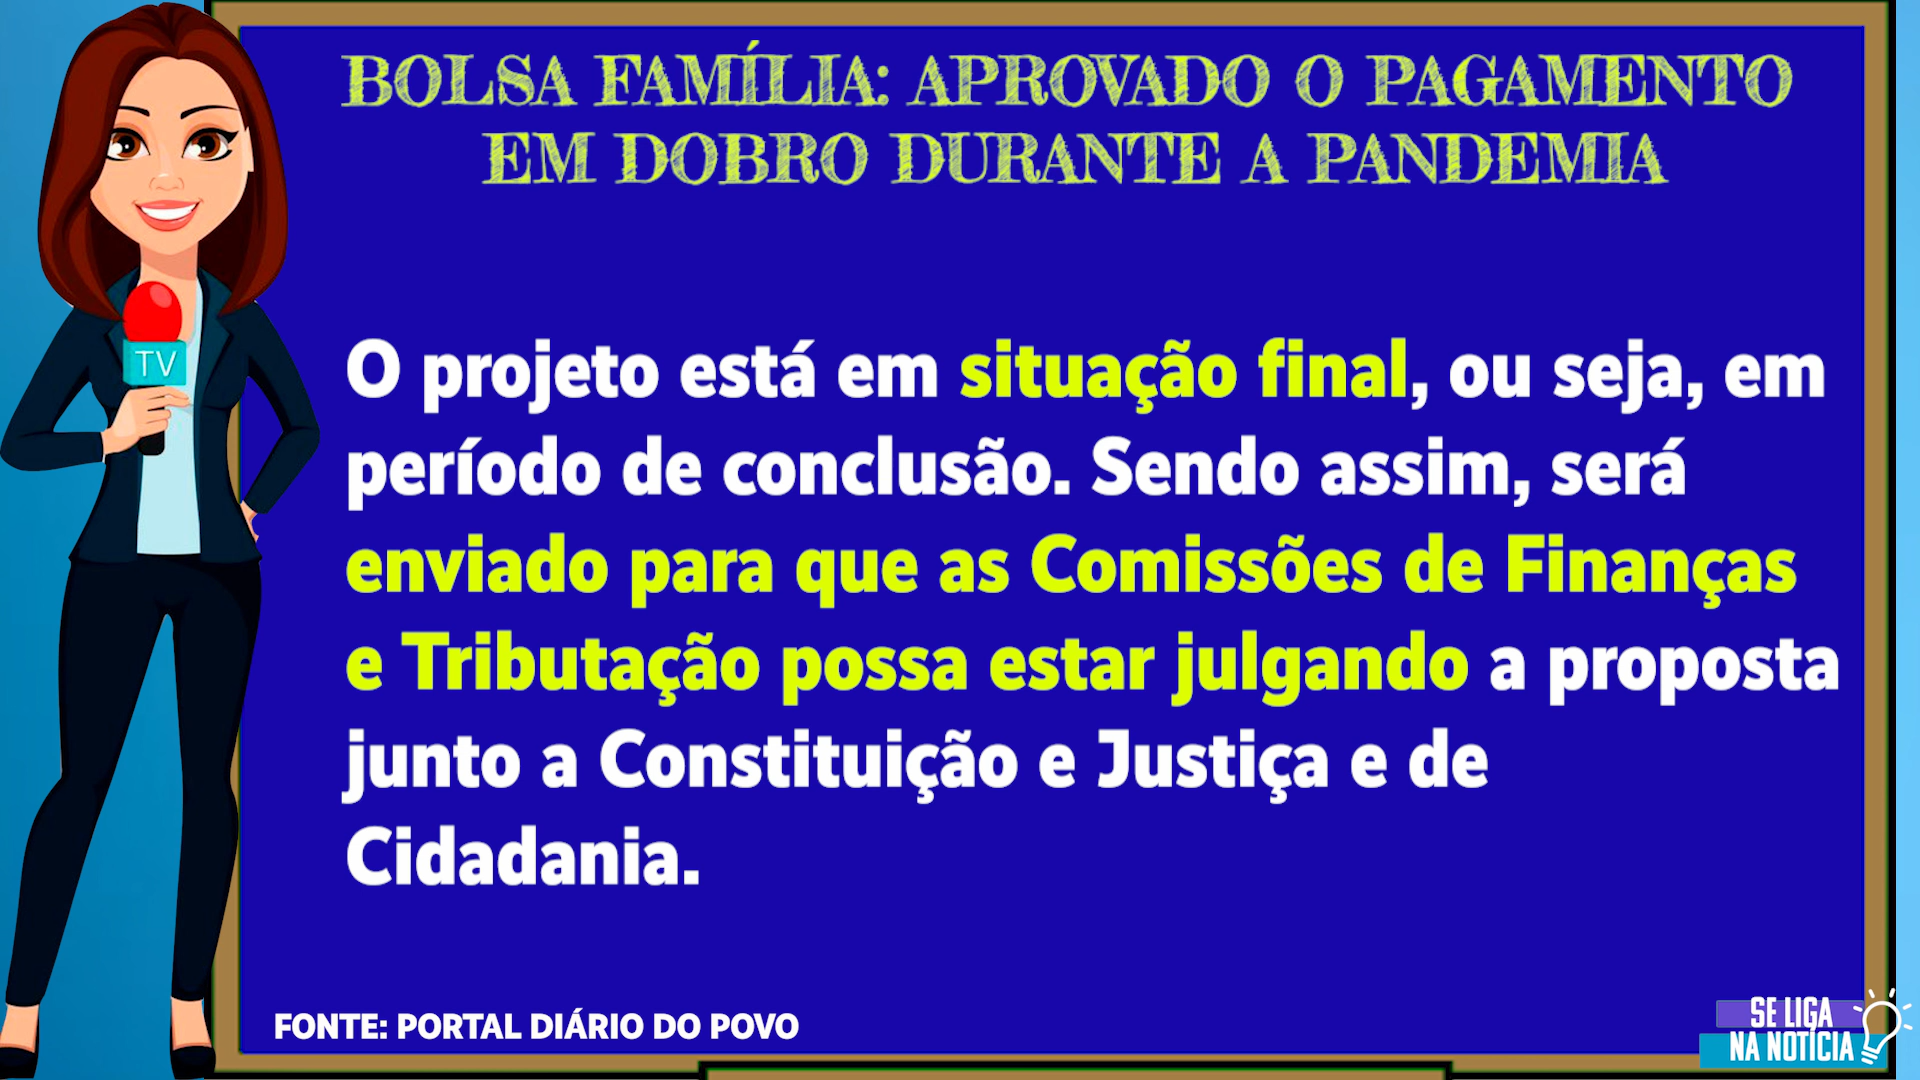 BOLSA FAMÍLIA: APROVADO O PAGAMENTO
EM DOBRO DURANTE A PANDEMIA
TV
O projeto está em situação final, ou seja, em
período de conclusão. Sendo assim, será
enviado para que as Comissões de Finanças
e Tributação possa estar julgando a proposta
junto a Constituição e Justiça e de
Cidadania.
FONTE: PORTAL DIÁRIO DO POVO
SE LIGA
NA NOTÍCIA